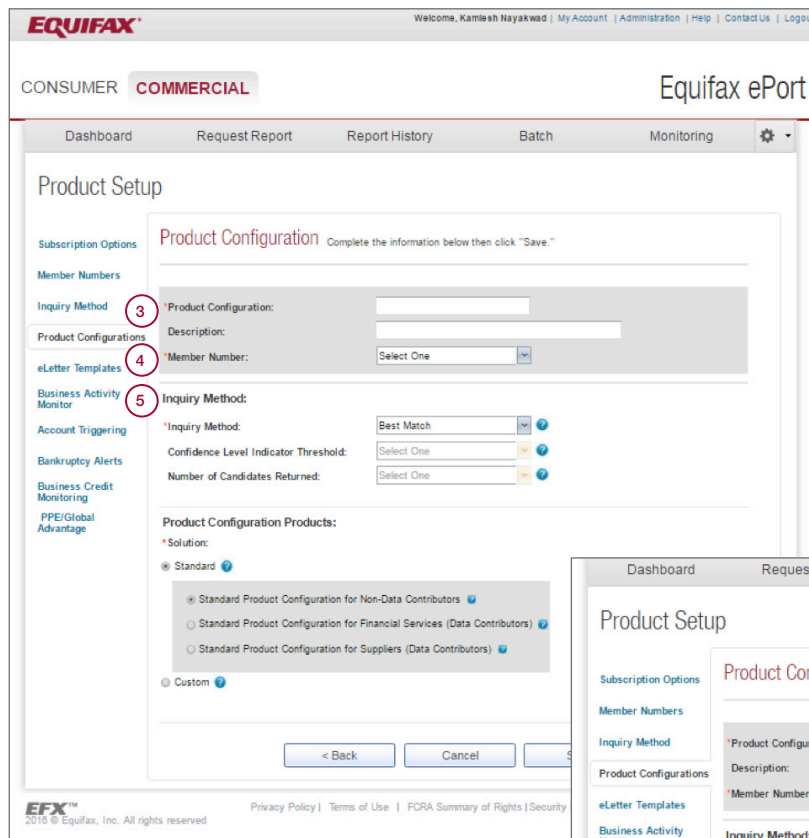 EQUIFAX
Welcome, Kamlesh Nayakwad | My Account | Administration | Help | Contact Us | Logou
CONSUMER COMMERCIAL
Equifax ePort
Dashboard Request Report Report History Batch Monitoring
Product Setup
Subscription Options
Member Numbers
Inquiry Method
Product Configurations
eLetter Templates
Business Activity
Monitor
Account Triggering
Bankruptcy Alerts
Business Credit
Monitoring
PPE/Global
Advantage
Product Configuration Complete the information below then click "Save."
3 *Product Configuration:
Description:
4 *Member Number: Select One
5 Inquiry Method:
*Inquiry Method: Best Match
Confidence Level Indicator Threshold: Select One
Number of Candidates Returned: Select One
Product Configuration Products:
*Solution:
Standard
Standard Product Configuration for Non-Data Contributors
Standard Product Configuration for Financial Services (Data Contributors)
Standard Product Configuration for Suppliers (Data Contributors)
Custom
< Back Cancel S
EFX™
2016 © Equifax, Inc. All rights reserved
Privacy Policy | Terms of Use | FCRA Summary of Rights | Security
Dashboard Reques
Product Setup
Subscription Options
Member Numbers
Inquiry Method
Product Configurations
eLetter Templates
Business Activity
Product Cor
*Product Configur
Description:
*Member Number
Inquiry Method